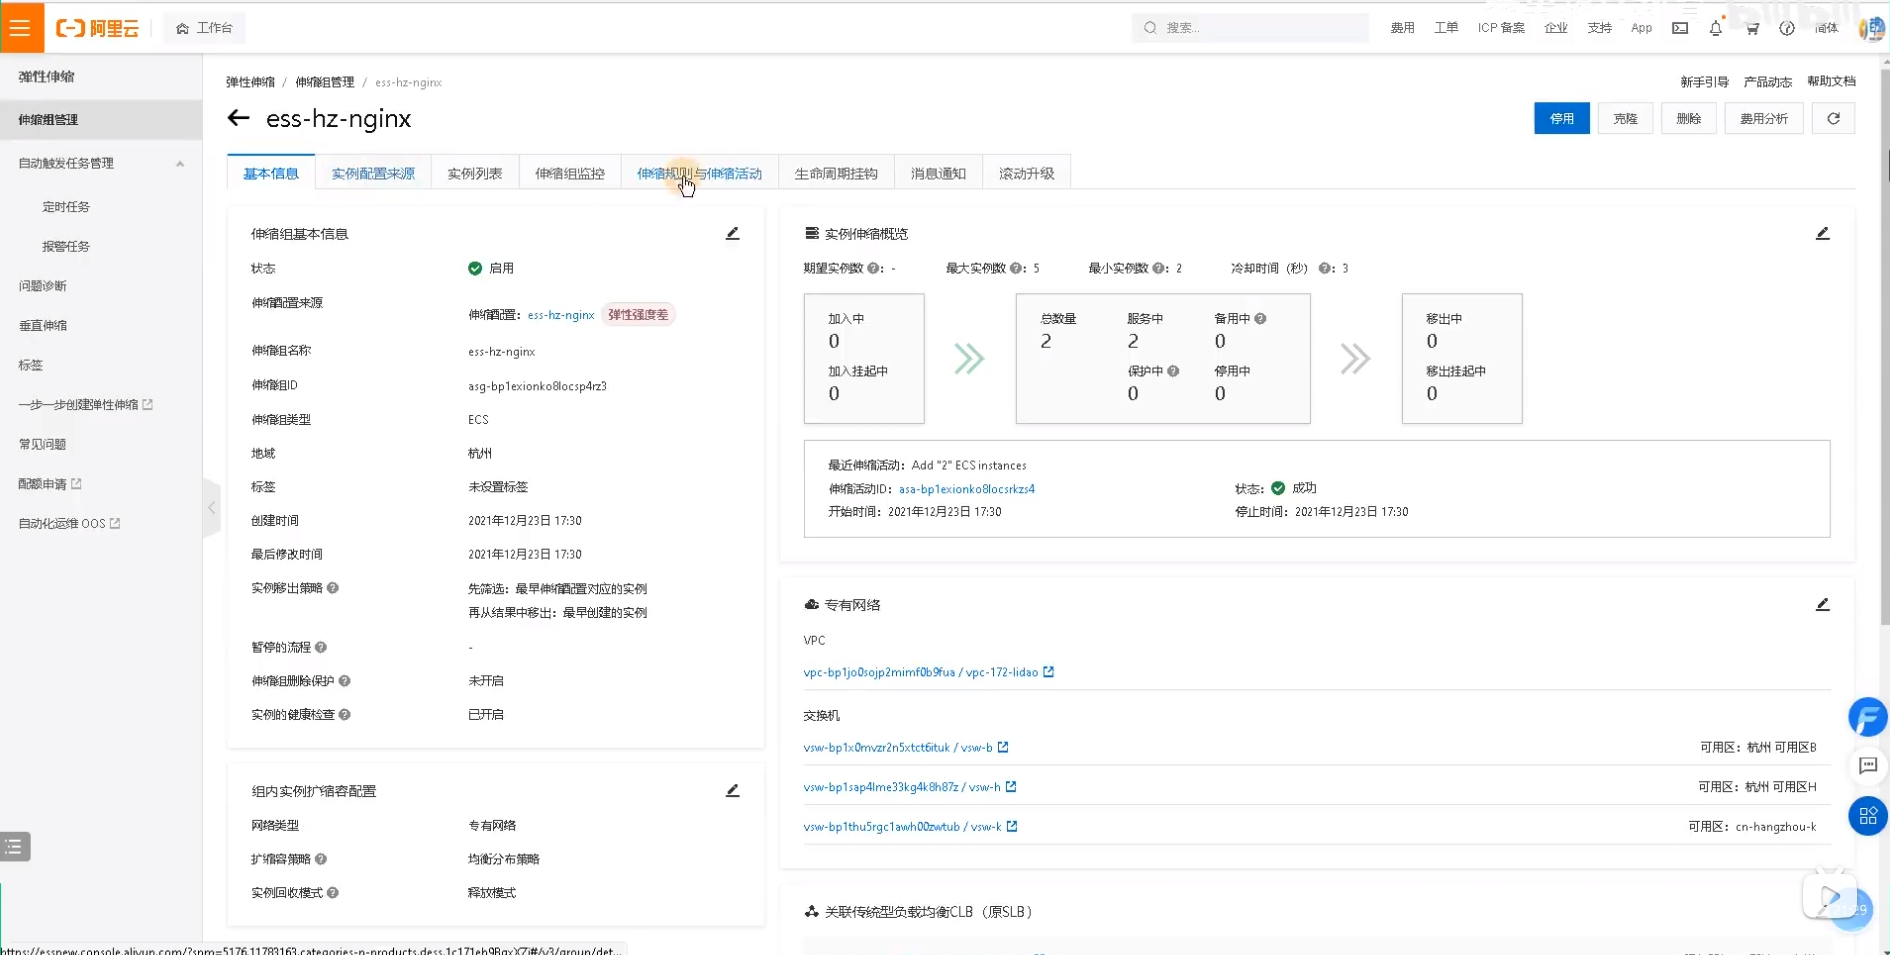 阿里云
工作台
搜索...
费用 工单 ICP 备案 企业 支持 App 简体
弹性伸缩
伸缩组管理
自动触发任务管理
定时任务
报警任务
问题诊断
垂直伸缩
标签
一步一步创建弹性伸缩
常见问题
配额申请
自动化运维 OOS
弹性伸缩 / 伸缩组管理 / ess-hz-nginx
新手引导 产品动态 帮助文档
ess-hz-nginx
停用 克隆 删除 费用分析
基本信息 实例配置来源 实例列表 伸缩组监控 伸缩规则与伸缩活动 生命周期挂钩 消息通知 滚动升级
伸缩组基本信息
状态 启用
伸缩配置来源 伸缩配置：ess-hz-nginx 弹性强度差
伸缩组名称 ess-hz-nginx
伸缩组ID asg-bp1exionko8locsp4rz3
伸缩组类型 ECS
地域 杭州
标签 未设置标签
创建时间 2021年12月23日 17:30
最后修改时间 2021年12月23日 17:30
实例移出策略 先筛选：最早伸缩配置对应的实例
再从结果中移出：最早创建的实例
暂停的流程 -
伸缩组删除保护 未开启
实例的健康检查 已开启
组内实例扩缩容配置
网络类型 专有网络
扩缩容策略 均衡分布策略
实例回收模式 释放模式
实例伸缩概览
期望实例数：- 最大实例数：5 最小实例数：2 冷却时间（秒）：3
加入中
0
加入挂起中
0
总数量 服务中 备用中
2 2 0
保护中 停用中
0 0
移出中
0
移出挂起中
0
最近伸缩活动：Add "2" ECS instances
伸缩活动ID：asa-bp1exionko8locsrkzs4 状态：成功
开始时间：2021年12月23日 17:30 停止时间：2021年12月23日 17:30
专有网络
VPC
vpc-bp1jo0sojp2mimf0b9fua / vpc-172-lidao
交换机
vsw-bp1x0mvzr2n5xtct6ituk / vsw-b 可用区：杭州 可用区B
vsw-bp1sap4lme33kg4k8h87z / vsw-h 可用区：杭州 可用区H
vsw-bp1thu5rgc1awh00zwtub / vsw-k 可用区：cn-hangzhou-k
关联传统型负载均衡CLB（原SLB）